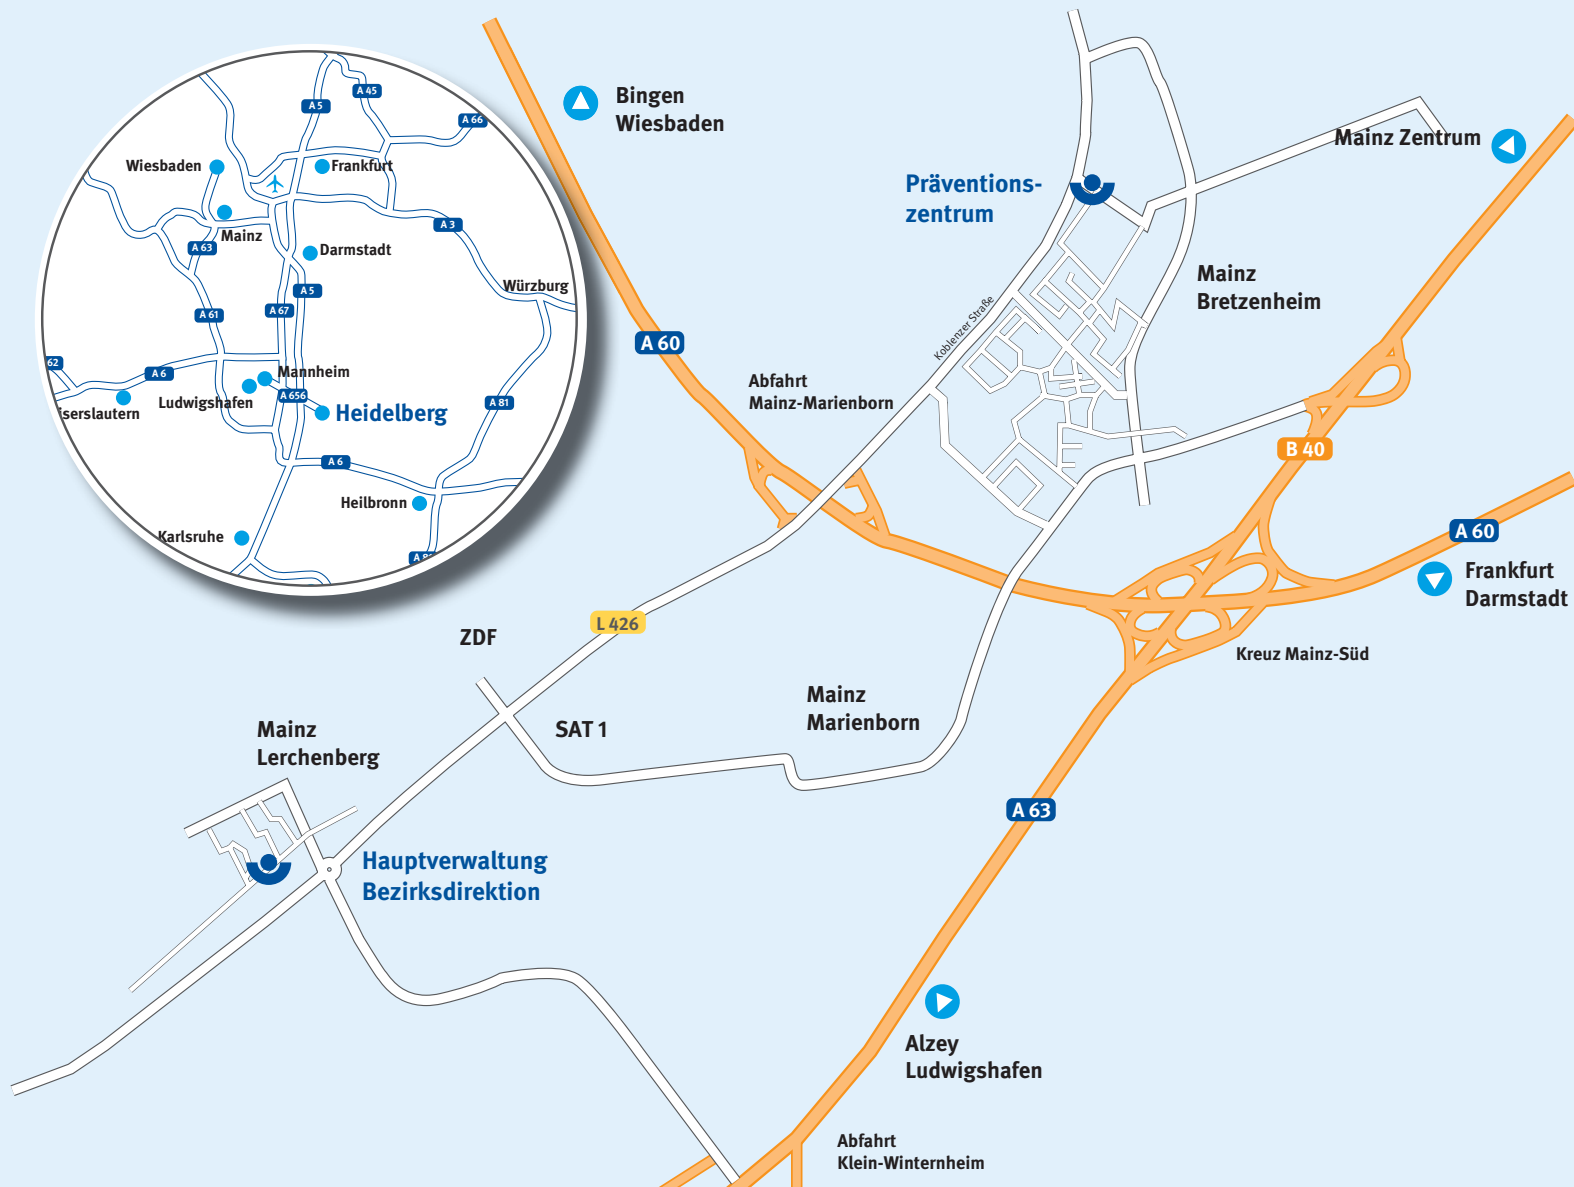 A 45
A 5
A 66
Wiesbaden
Frankfurt
Mainz
A 3
A 63
Darmstadt
Würzburg
A 5
A 67
A 61
62
A 6
Mannheim
Ludwigshafen
A 656
iserslautern
Heidelberg
A 81
A 6
Heilbronn
Karlsruhe
Bingen
Wiesbaden
Mainz Zentrum
Präventions-
zentrum
Mainz
Bretzenheim
Koblenzer Straße
A 60
Abfahrt
Mainz-Marienborn
B 40
A 60
Frankfurt
Darmstadt
Kreuz Mainz-Süd
L 426
ZDF
SAT 1
Mainz
Marienborn
Mainz
Lerchenberg
A 63
Hauptverwaltung
Bezirksdirektion
Alzey
Ludwigshafen
Abfahrt
Klein-Winternheim